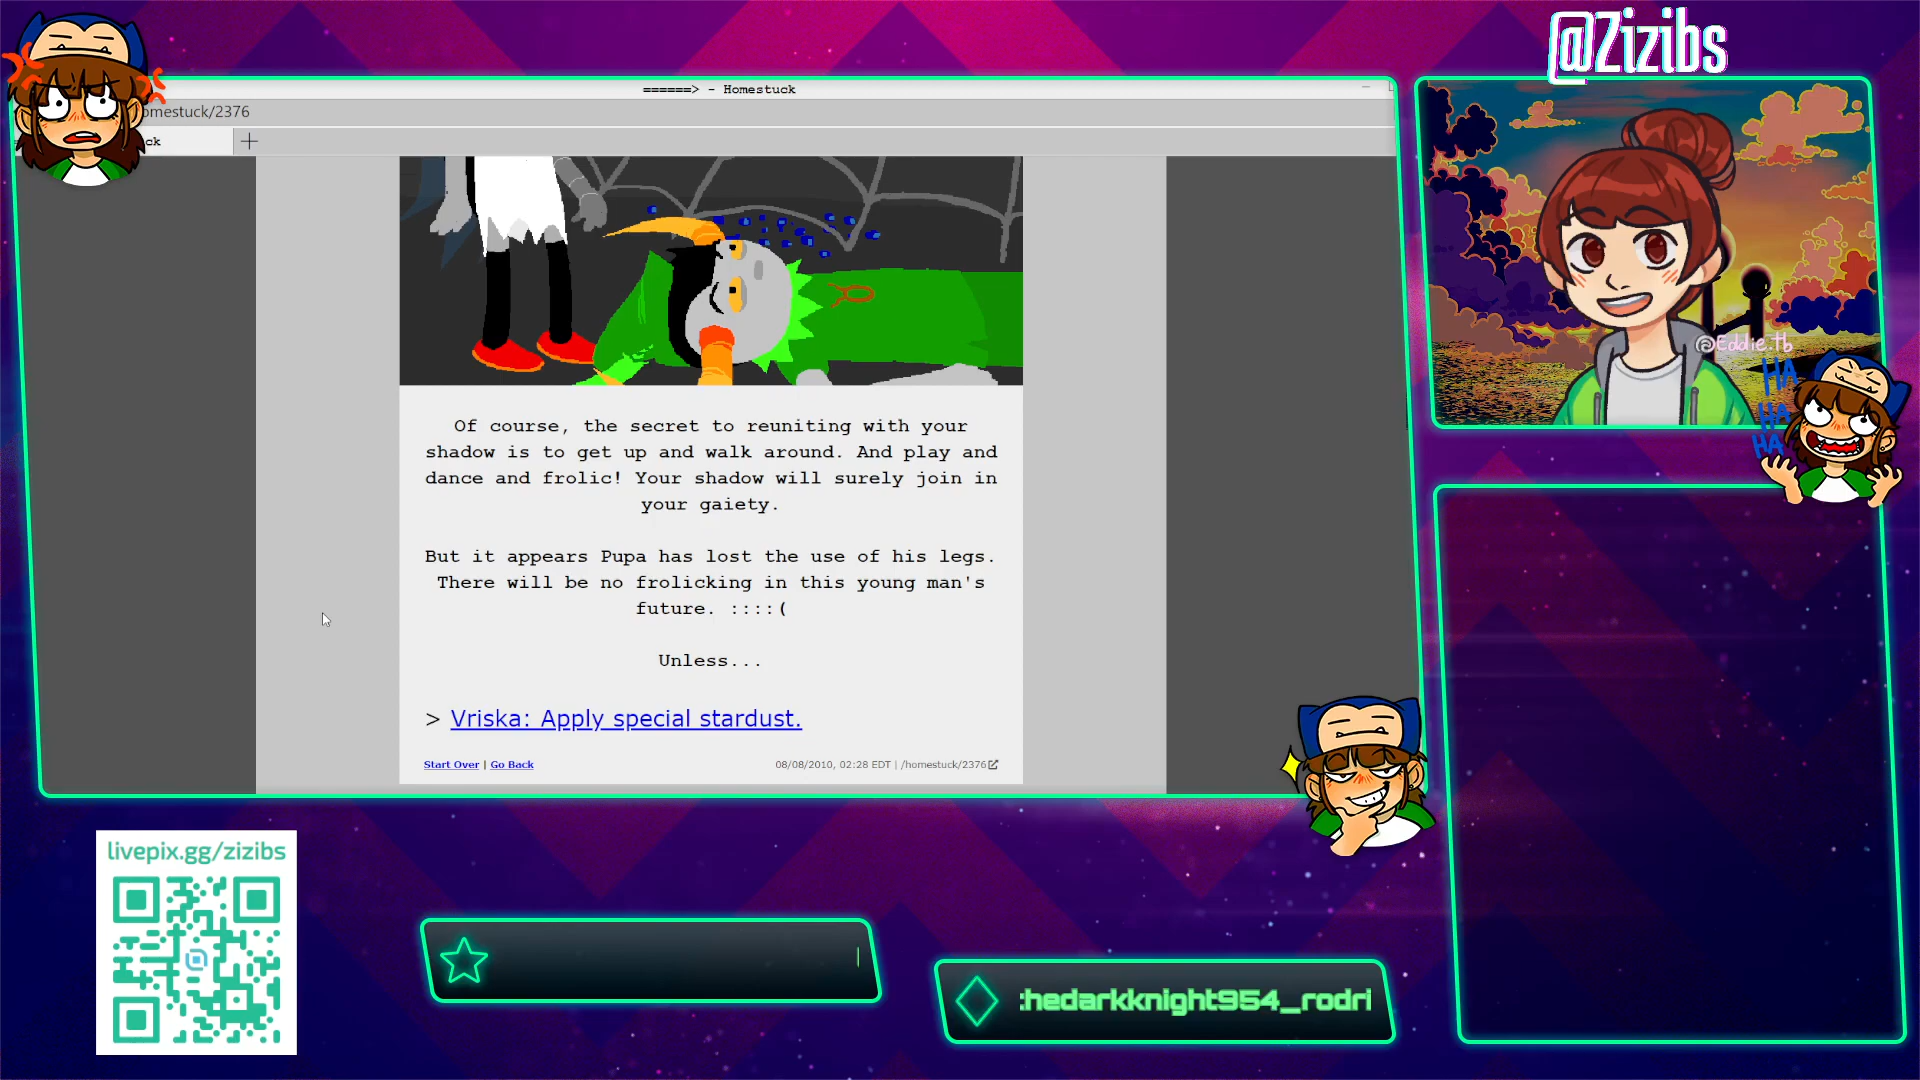 @Zizibs
======> - Homestuck
omestuck/2376
ck
@Eddie.tb
HA
HA
HA
Of course, the secret to reuniting with your
shadow is to get up and walk around. And play and
dance and frolic! Your shadow will surely join in
your gaiety.
But it appears Pupa has lost the use of his legs.
There will be no frolicking in this young man's
future. ::::(
Unless...
> Vriska: Apply special stardust.
Start Over | Go Back
08/08/2010, 02:28 EDT | /homestuck/2376
livepix.gg/zizibs
:hedarkknight954_rodri